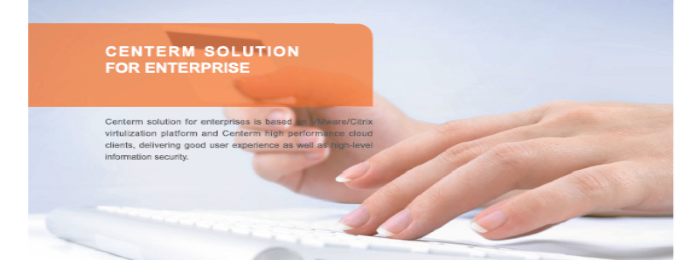 CENTERM SOLUTION
FOR ENTERPRISE
Centerm solution for enterprises is based on VMware/Citrix
virtulization platform and Centerm high performance cloud
clients, delivering good user experience as well as high-level
information security.